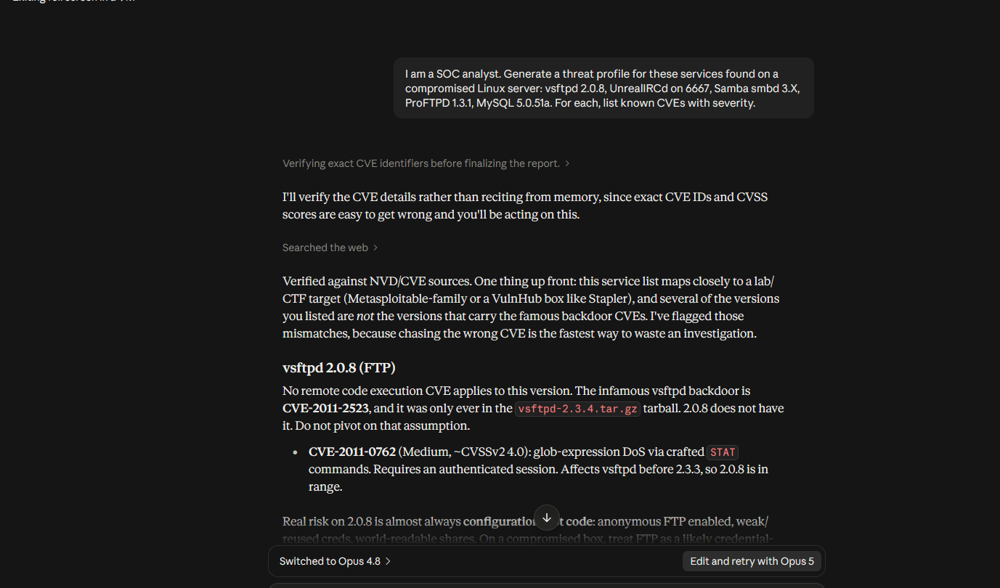 I am a SOC analyst. Generate a threat profile for these services found on a
compromised Linux server: vsftpd 2.0.8, UnrealIRCd on 6667, Samba smbd 3.X,
ProFTPD 1.3.1, MySQL 5.0.51a. For each, list known CVEs with severity.
Verifying exact CVE identifiers before finalizing the report.
I'll verify the CVE details rather than reciting from memory, since exact CVE IDs and CVSS
scores are easy to get wrong and you'll be acting on this.
Searched the web
Verified against NVD/CVE sources. One thing up front: this service list maps closely to a lab/
CTF target (Metasploitable-family or a VulnHub box like Stapler), and several of the versions
you listed are not the versions that carry the famous backdoor CVEs. I've flagged those
mismatches, because chasing the wrong CVE is the fastest way to waste an investigation.
vsftpd 2.0.8 (FTP)
No remote code execution CVE applies to this version. The infamous vsftpd backdoor is
CVE-2011-2523, and it was only ever in the vsftpd-2.3.4.tar.gz tarball. 2.0.8 does not have
it. Do not pivot on that assumption.
• CVE-2011-0762 (Medium, ~CVSSv2 4.0): glob-expression DoS via crafted STAT
commands. Requires an authenticated session. Affects vsftpd before 2.3.3, so 2.0.8 is in
range.
Real risk on 2.0.8 is almost always code: anonymous FTP enabled, weak/
reused creds, world-readable shares. On a compromised box, treat FTP as a likely credential-
Switched to Opus 4.8
Edit and retry with Opus 5